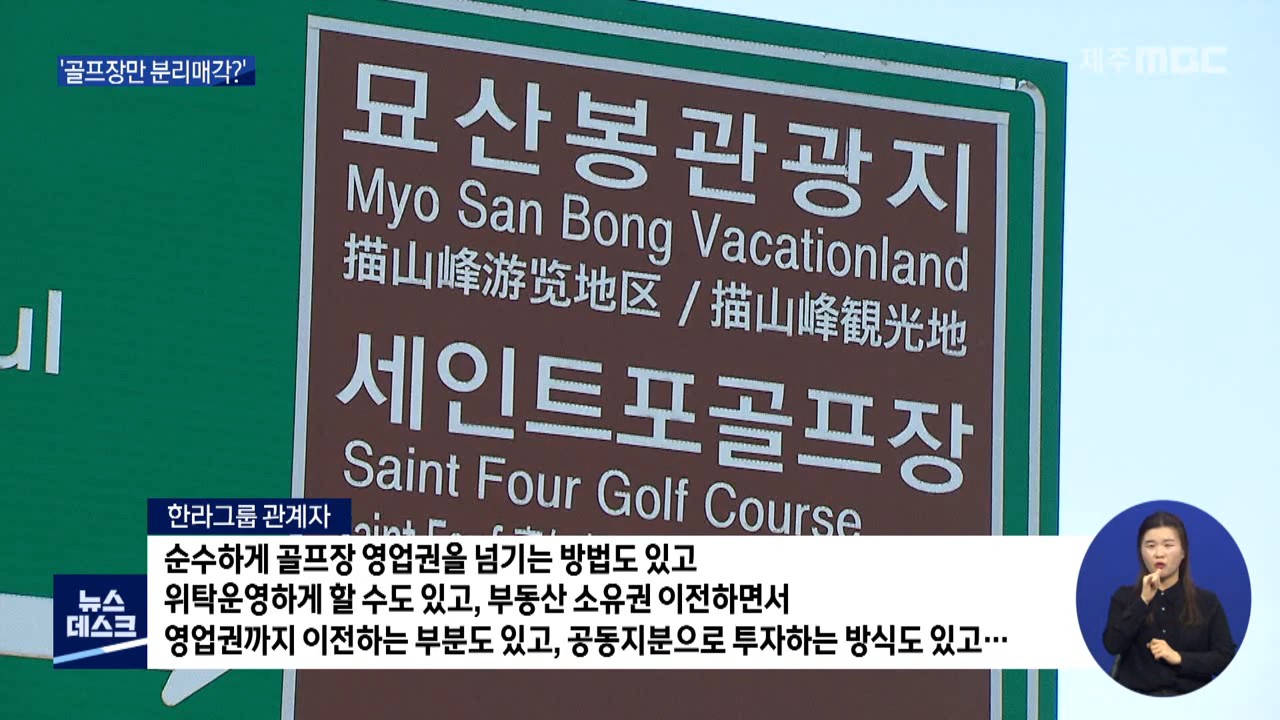 '골프장만 분리매각?'
제주MBC
묘산봉관광지
Myo San Bong Vacationland
描山峰游览地区 / 描山峰観光地
세인트포골프장
Saint Four Golf Course
ul
한라그룹 관계자
순수하게 골프장 영업권을 넘기는 방법도 있고
위탁운영하게 할 수도 있고, 부동산 소유권 이전하면서
영업권까지 이전하는 부분도 있고, 공동지분으로 투자하는 방식도 있고…
뉴스
데스크